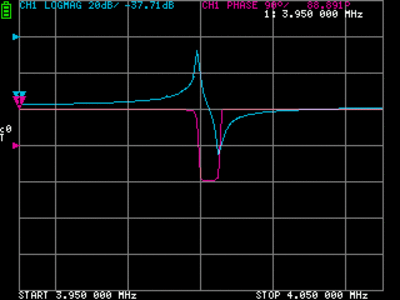 CH1 LOGMAG 20dB/ -37.71dB CH1 PHASE 90°/ 88.891°
1: 3.950 000 MHz
c0
T
START 3.950 000 MHz STOP 4.050 000 MHz